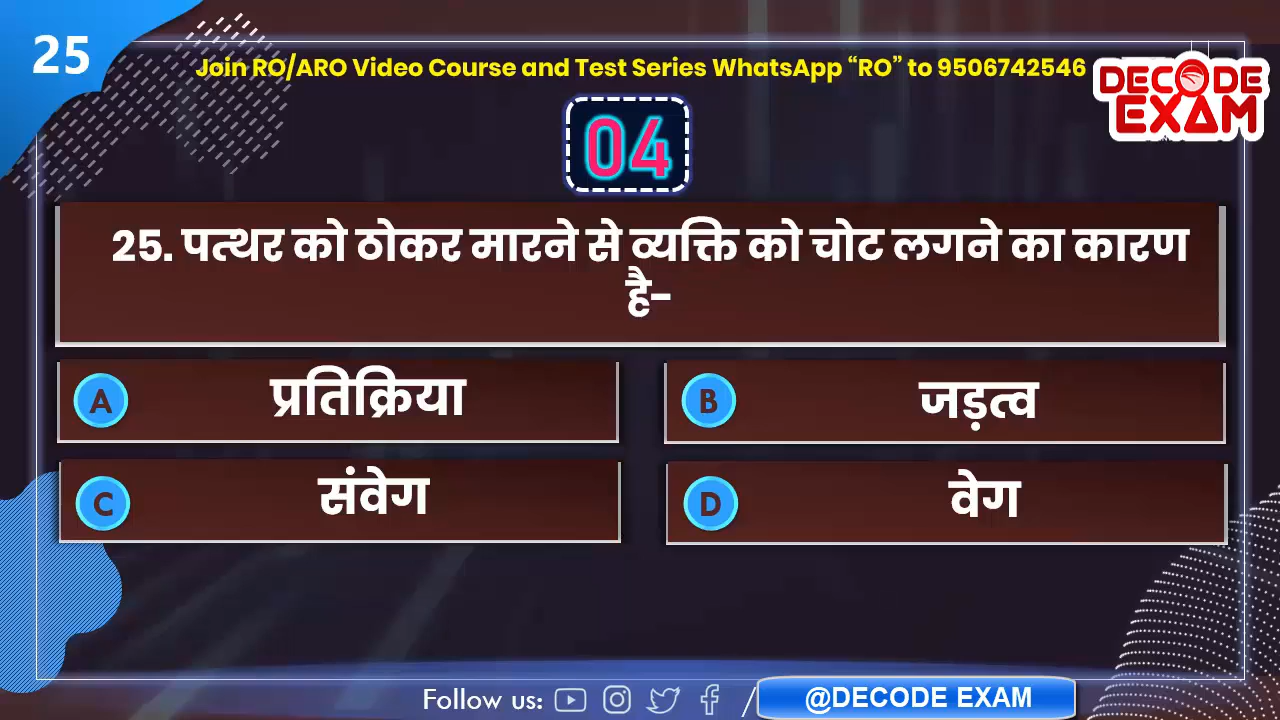 25
Join RO/ARO Video Course and Test Series WhatsApp “RO” to 9506742546
DECODE
EXAM
04
25. पत्थर को ठोकर मारने से व्यक्ति को चोट लगने का कारण
है-
A प्रतिक्रिया
B जड़त्व
C संवेग
D वेग
Follow us: / @DECODE EXAM